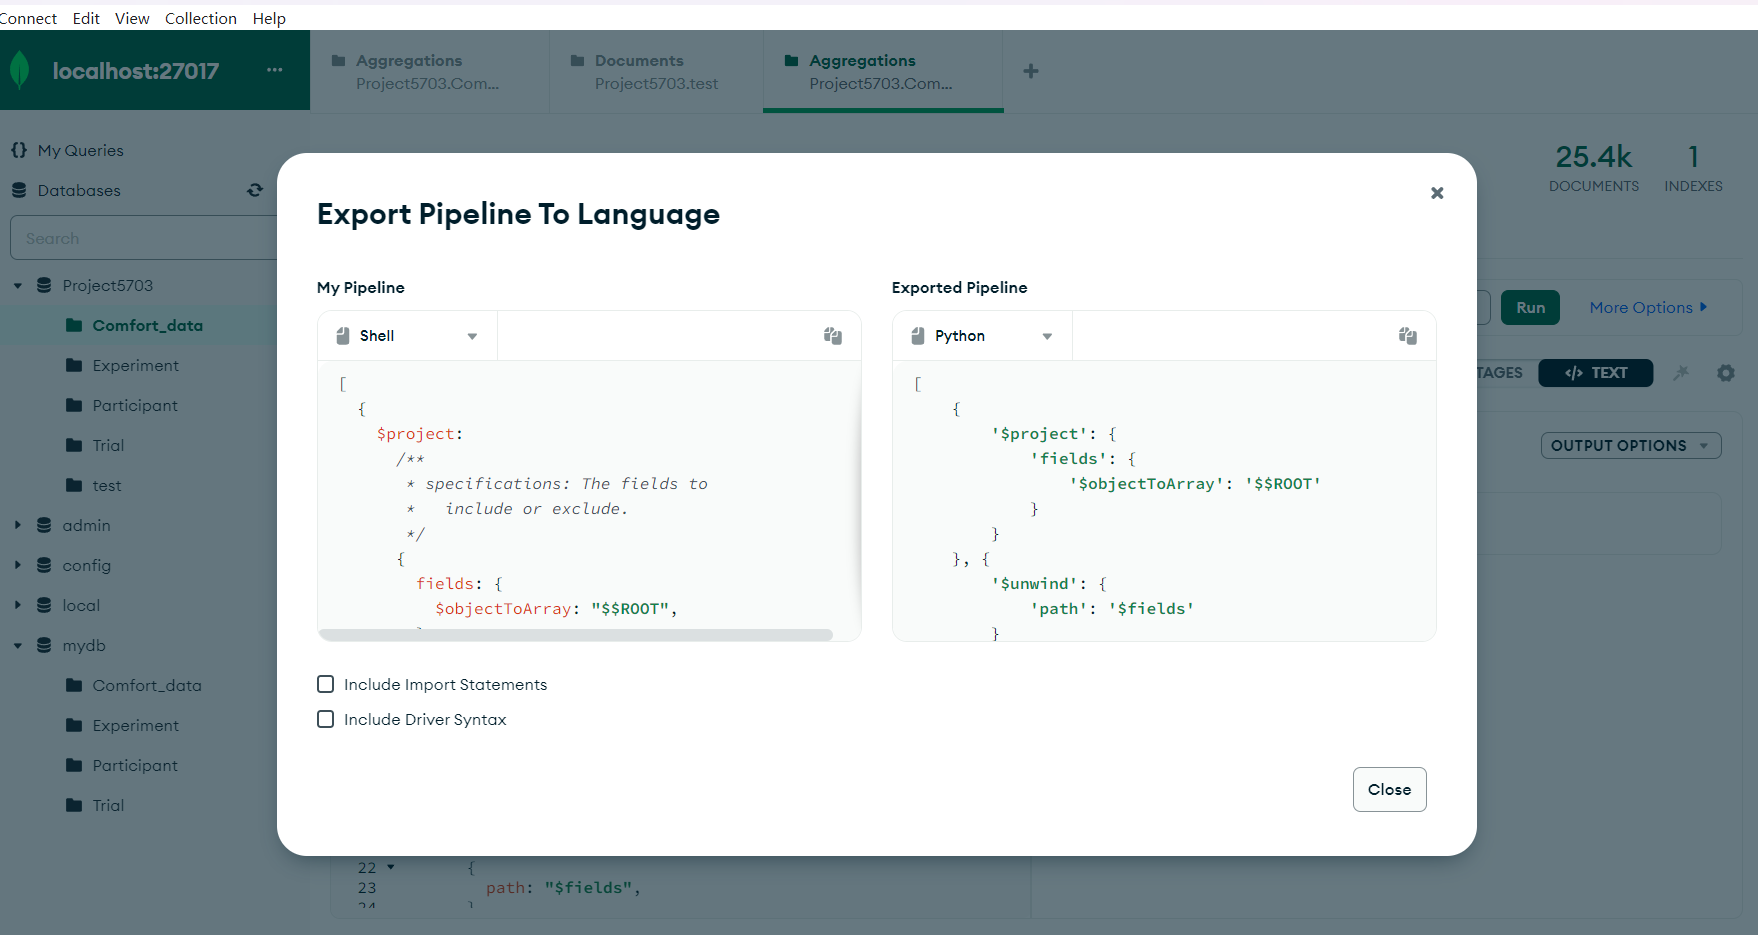 Connect Edit View Collection Help
localhost:27017 ...
Aggregations
Project5703.Com...
Documents
Project5703.test
Aggregations
Project5703.Com...
+
My Queries
Databases
Search
Project5703
Comfort_data
Experiment
Participant
Trial
test
admin
config
local
mydb
Comfort_data
Experiment
Participant
Trial
25.4k
DOCUMENTS
1
INDEXES
Run
More Options
TAGES
</> TEXT
OUTPUT OPTIONS
Export Pipeline To Language
My Pipeline
Shell
[
{
$project:
/**
* specifications: The fields to
* include or exclude.
*/
{
fields: {
$objectToArray: "$$ROOT",
Exported Pipeline
Python
[
{
'$project': {
'fields': {
'$objectToArray': '$$ROOT'
}
}
}, {
'$unwind': {
'path': '$fields'
}
Include Import Statements
Include Driver Syntax
Close
22 {
23 path: "$fields",
24 }